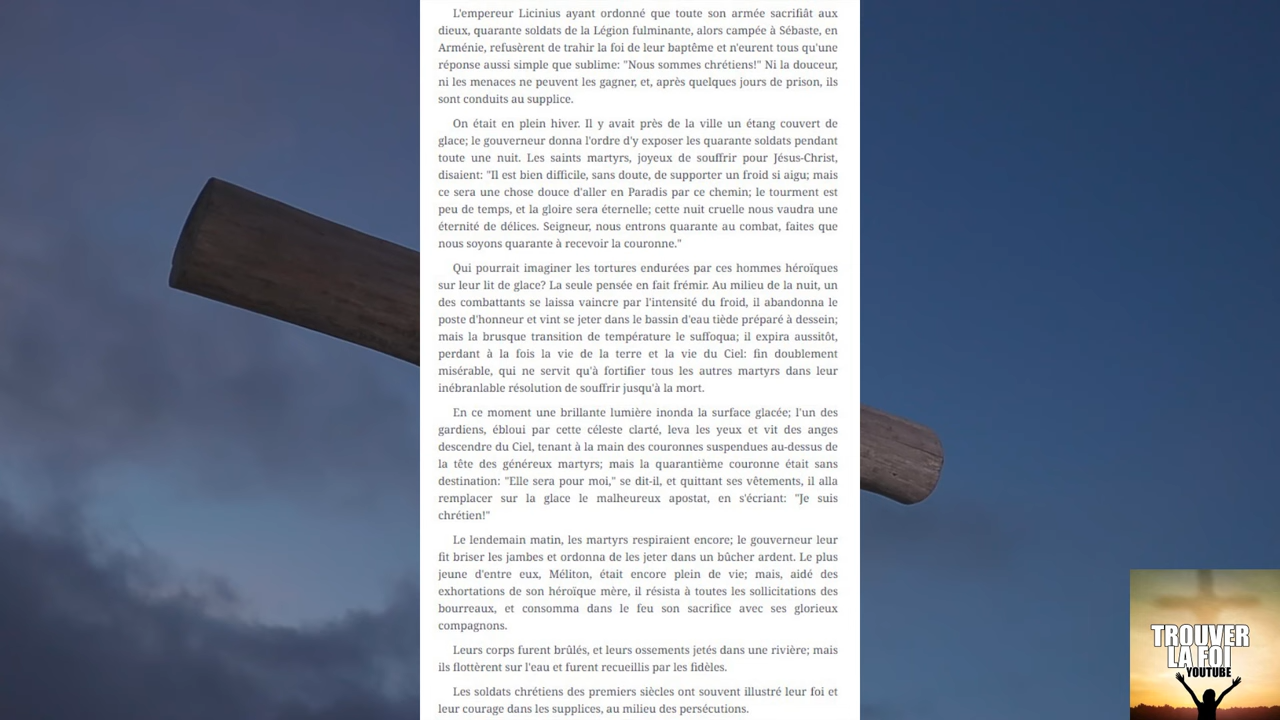 L'empereur Licinius ayant ordonné que toute son armée sacrifiât aux
dieux, quarante soldats de la Légion fulminante, alors campée à Sébaste, en
Arménie, refusèrent de trahir la foi de leur baptême et n'eurent tous qu'une
réponse aussi simple que sublime: "Nous sommes chrétiens!" Ni la douceur,
ni les menaces ne peuvent les gagner, et, après quelques jours de prison, ils
sont conduits au supplice.
On était en plein hiver. Il y avait près de la ville un étang couvert de
glace; le gouverneur donna l'ordre d'y exposer les quarante soldats pendant
toute une nuit. Les saints martyrs, joyeux de souffrir pour Jésus-Christ,
disaient: "Il est bien difficile, sans doute, de supporter un froid si aigu; mais
ce sera une chose douce d'aller en Paradis par ce chemin; le tourment est
peu de temps, et la gloire sera éternelle; cette nuit cruelle nous vaudra une
éternité de délices. Seigneur, nous entrons quarante au combat, faites que
nous soyons quarante à recevoir la couronne."
Qui pourrait imaginer les tortures endurées par ces hommes héroïques
sur leur lit de glace? La seule pensée en fait frémir. Au milieu de la nuit, un
des combattants se laissa vaincre par l'intensité du froid, il abandonna le
poste d'honneur et vint se jeter dans le bassin d'eau tiède préparé à dessein;
mais la brusque transition de température le suffoqua; il expira aussitôt,
perdant à la fois la vie de la terre et la vie du Ciel: fin doublement
misérable, qui ne servit qu'à fortifier tous les autres martyrs dans leur
inébranlable résolution de souffrir jusqu'à la mort.
En ce moment une brillante lumière inonda la surface glacée; l'un des
gardiens, ébloui par cette céleste clarté, leva les yeux et vit des anges
descendre du Ciel, tenant à la main des couronnes suspendues au-dessus de
la tête des généreux martyrs; mais la quarantième couronne était sans
destination: "Elle sera pour moi," se dit-il, et quittant ses vêtements, il alla
remplacer sur la glace le malheureux apostat, en s'écriant: "Je suis
chrétien!"
Le lendemain matin, les martyrs respiraient encore; le gouverneur leur
fit briser les jambes et ordonna de les jeter dans un bûcher ardent. Le plus
jeune d'entre eux, Méliton, était encore plein de vie; mais, aidé des
exhortations de son héroïque mère, il résista à toutes les sollicitations des
bourreaux, et consomma dans le feu son sacrifice avec ses glorieux
compagnons.
Leurs corps furent brûlés, et leurs ossements jetés dans une rivière; mais
ils flottèrent sur l'eau et furent recueillis par les fidèles.
Les soldats chrétiens des premiers siècles ont souvent illustré leur foi et
leur courage dans les supplices, au milieu des persécutions.
TROUVER
LA FOI
YOUTUBE